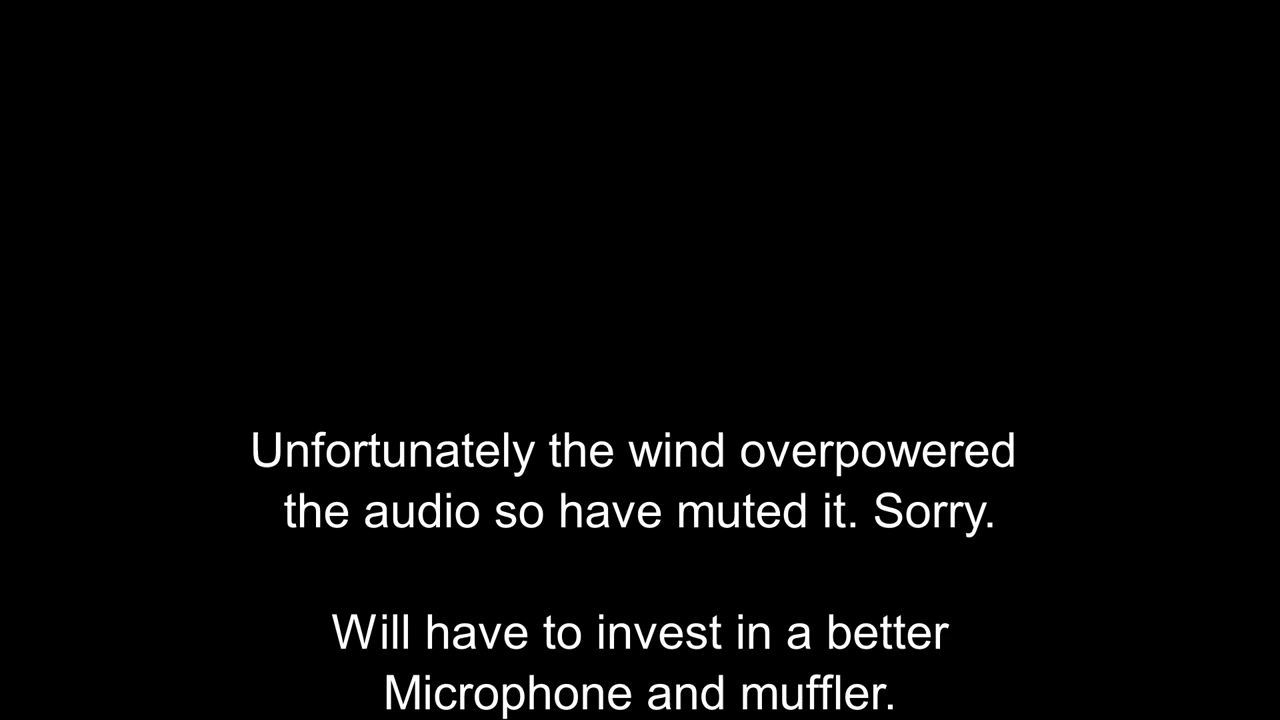 Unfortunately the wind overpowered
the audio so have muted it. Sorry.
Will have to invest in a better
Microphone and muffler.